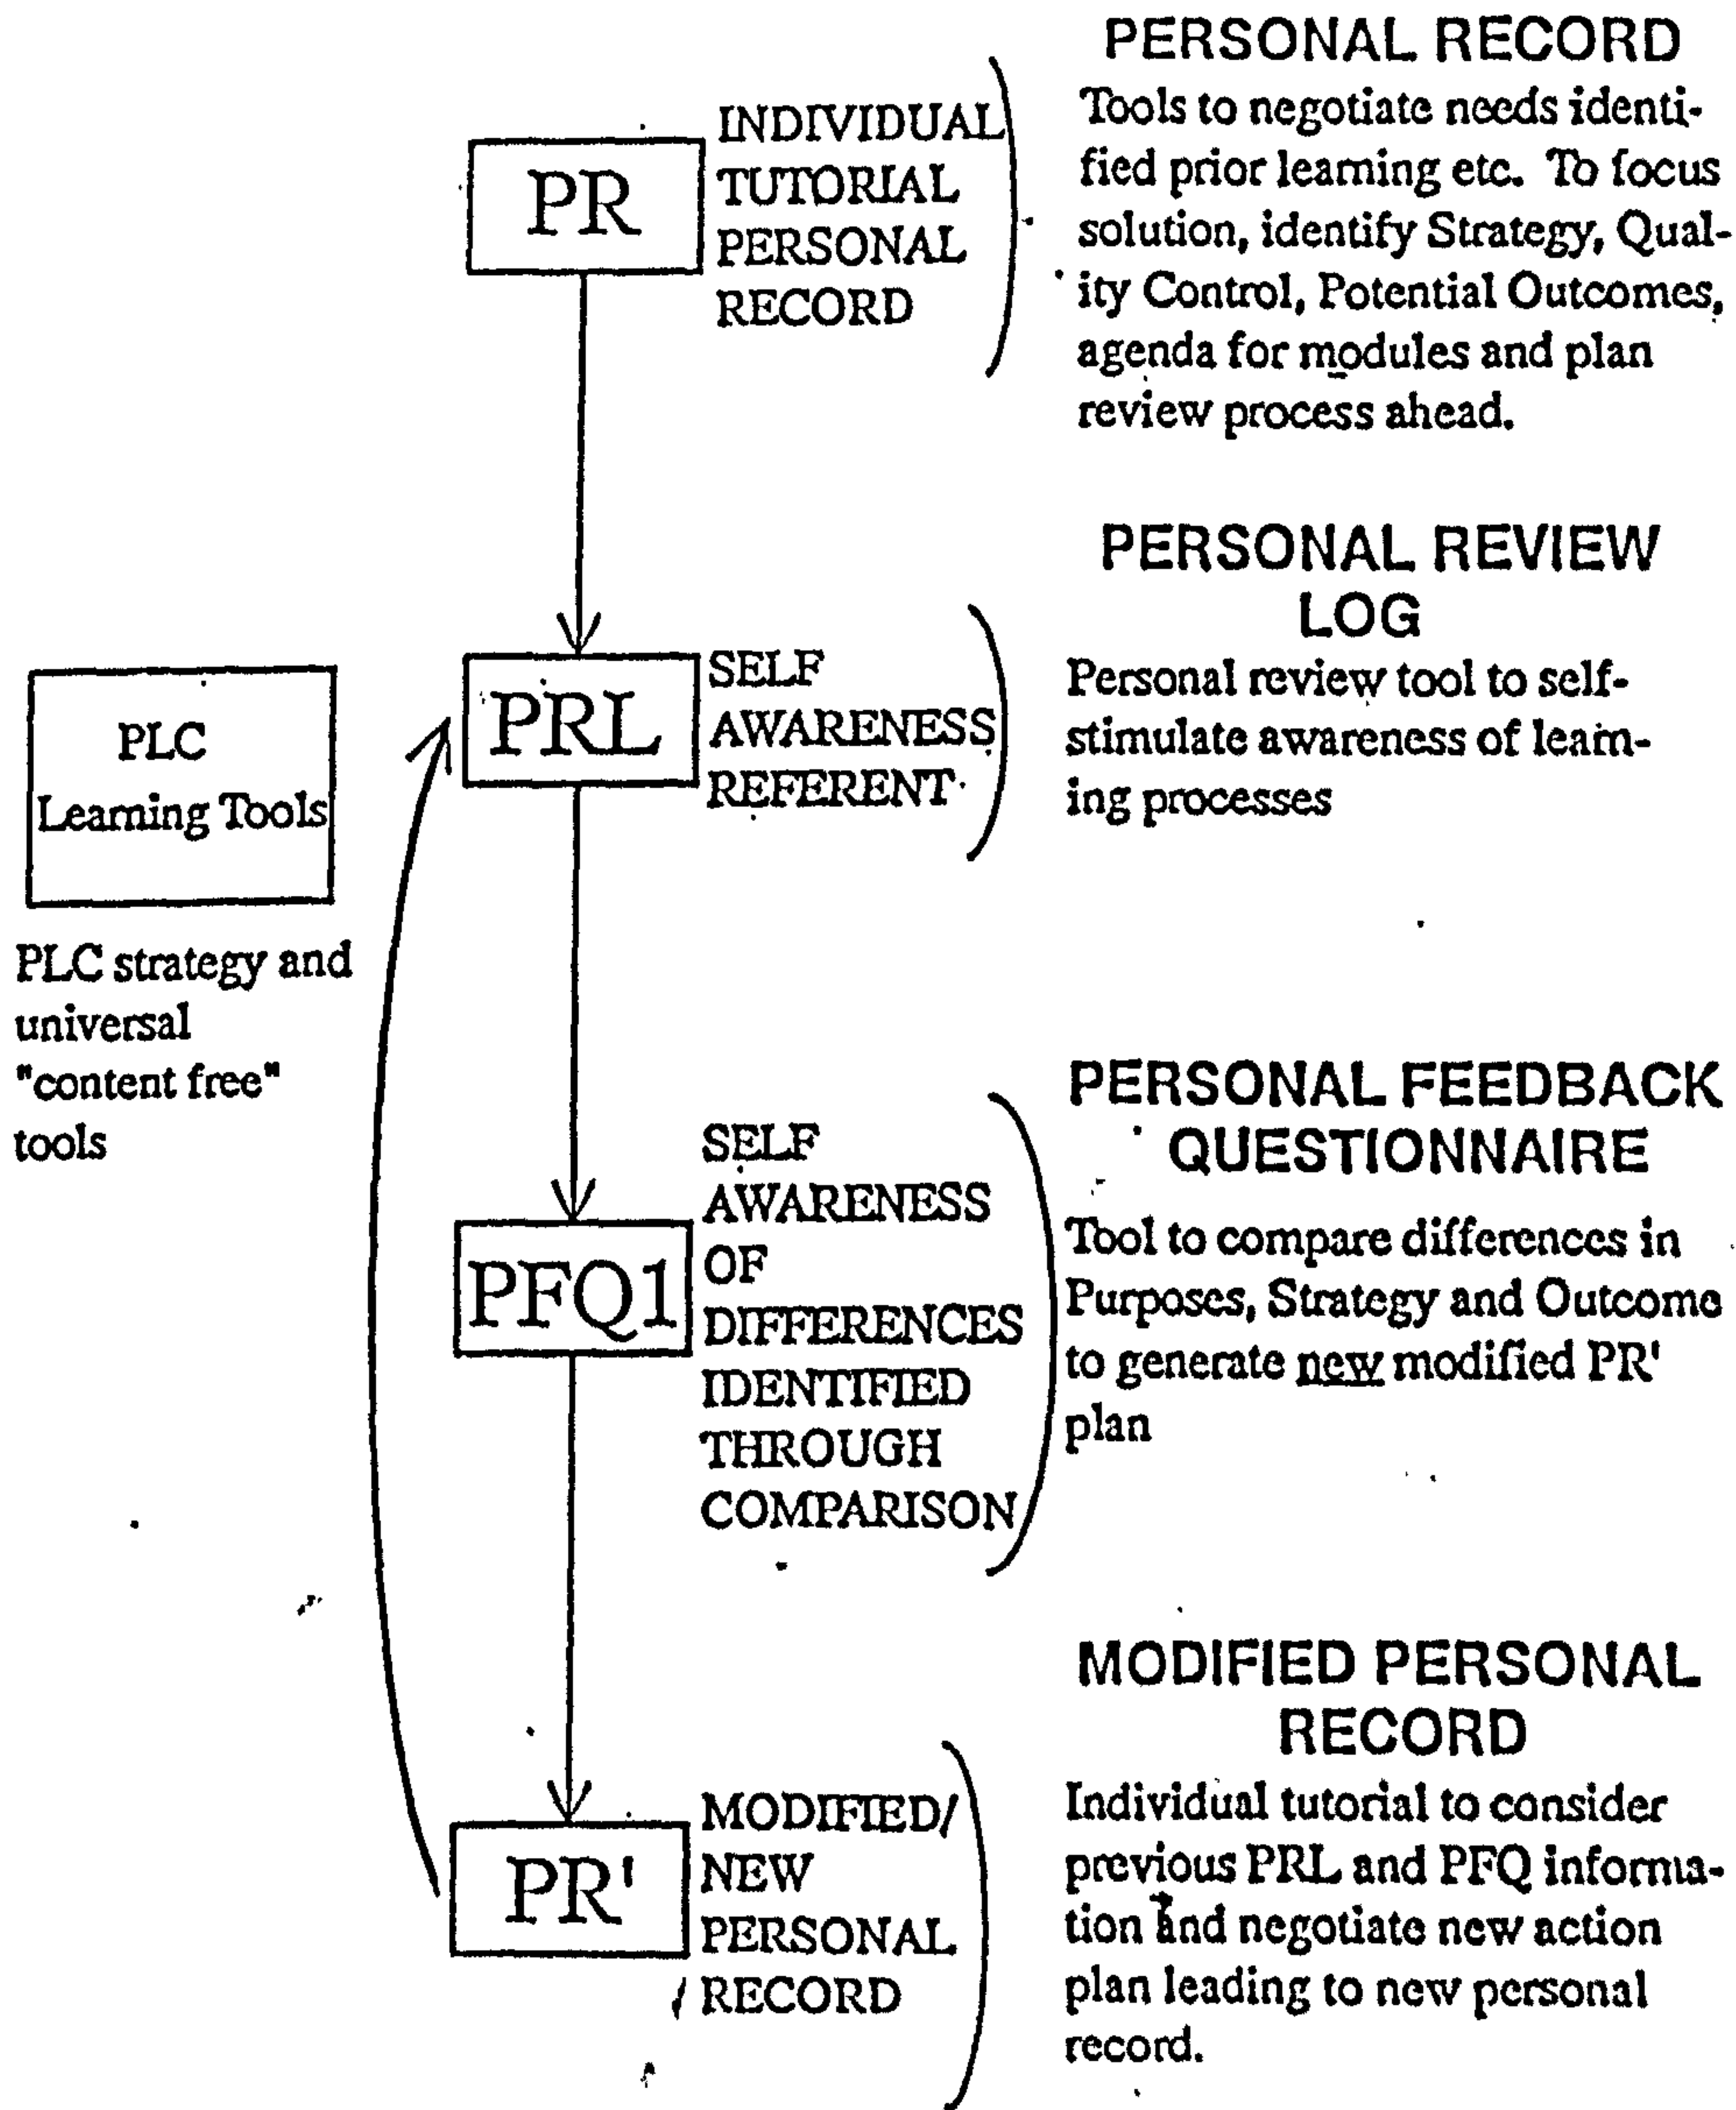 PR
INDIVIDUAL
TUTORIAL
PERSONAL
RECORD
PERSONAL RECORD
Tools to negotiate needs identi-
fied prior learning etc. To focus
solution, identify Strategy, Qual-
ity Control, Potential Outcomes,
agenda for modules and plan
review process ahead.
PLC
Learning Tools
PLC strategy and
universal
"content free"
tools
PRL
SELF
AWARENESS
REFERENT
PERSONAL REVIEW
LOG
Personal review tool to self-
stimulate awareness of learn-
ing processes
PFQ1
SELF
AWARENESS
OF
DIFFERENCES
IDENTIFIED
THROUGH
COMPARISON
PERSONAL FEEDBACK
QUESTIONNAIRE
Tool to compare differences in
Purposes, Strategy and Outcome
to generate new modified PR'
plan
PR'
MODIFIED/
NEW
PERSONAL
RECORD
MODIFIED PERSONAL
RECORD
Individual tutorial to consider
previous PRL and PFQ informa-
tion and negotiate new action
plan leading to new personal
record.